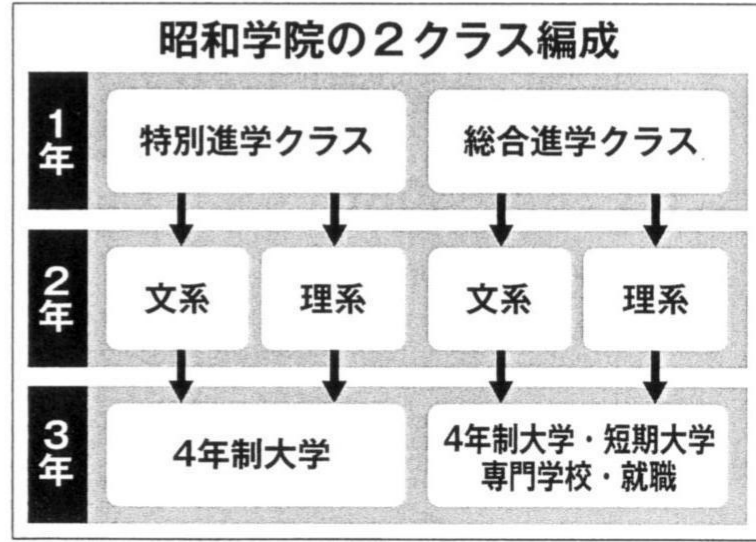 昭和学院の2クラス編成
1年
特別進学クラス
総合進学クラス
2年
文系
理系
文系
理系
3年
4年制大学
4年制大学・短期大学
専門学校・就職